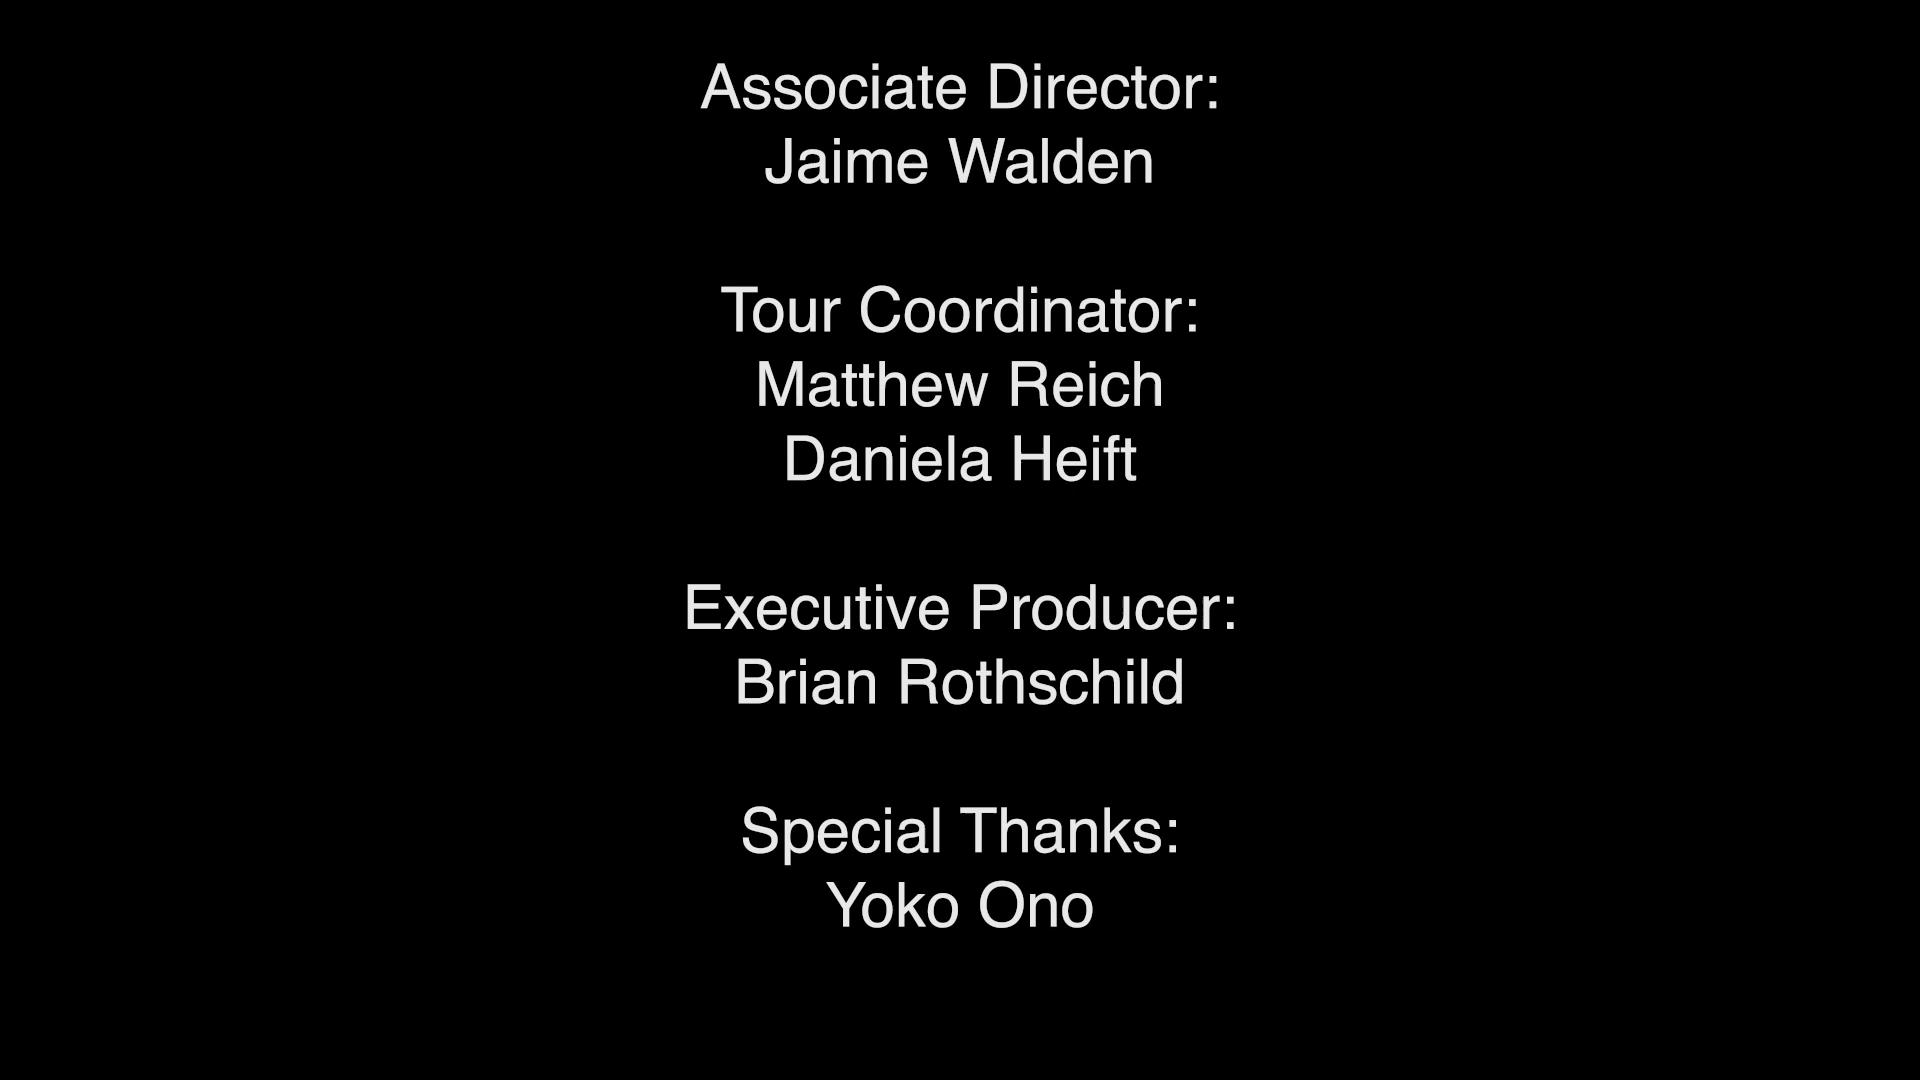 Associate Director:
Jaime Walden
Tour Coordinator:
Matthew Reich
Daniela Heift
Executive Producer:
Brian Rothschild
Special Thanks:
Yoko Ono